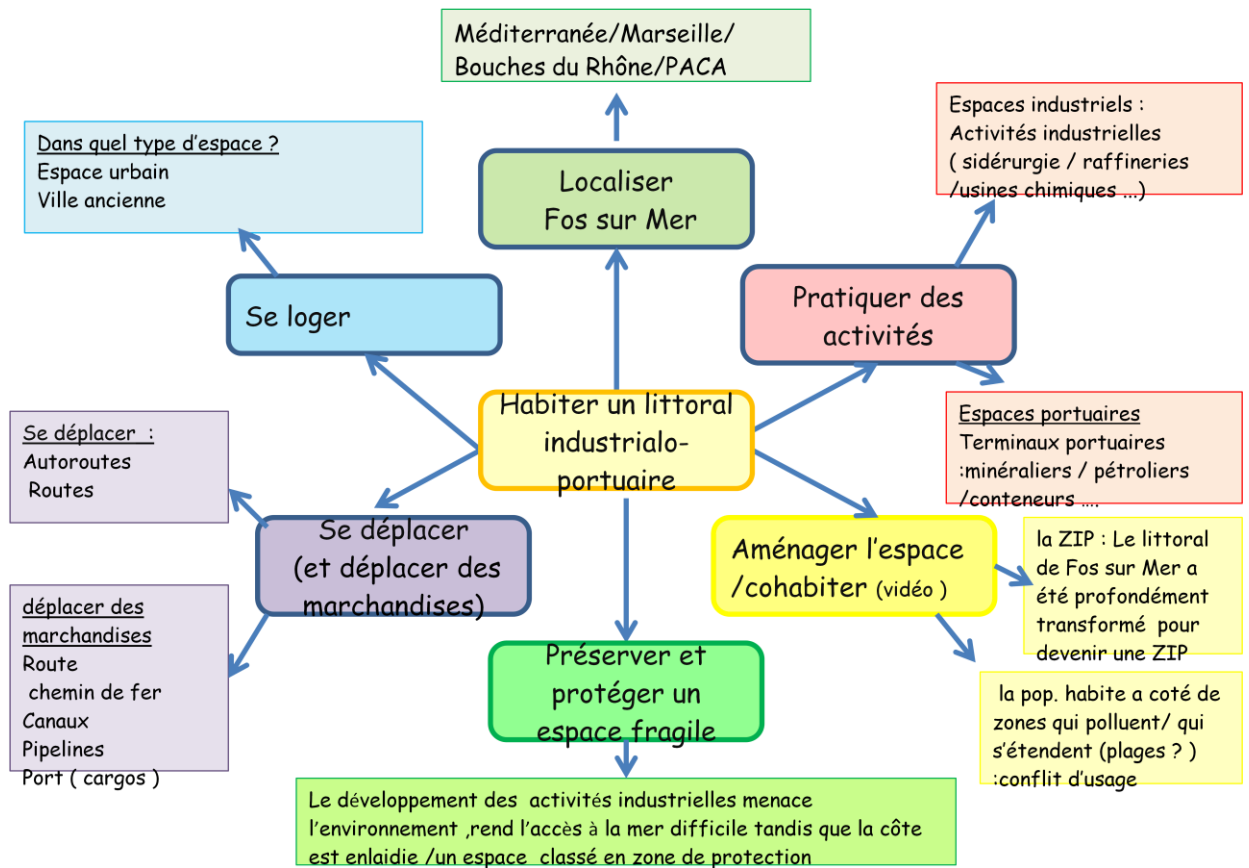 Méditerranée/Marseille/
Bouches du Rhône/PACA
Espaces industriels :
Activités industrielles
( sidérurgie / raffineries
/usines chimiques ...)
Dans quel type d'espace ?
Espace urbain
Ville ancienne
Localiser
Fos sur Mer
Pratiquer des
activités
Se loger
Habiter un littoral
industrialo-
portuaire
Espaces portuaires
Terminaux portuaires
:minéraliers / pétroliers
/conteneurs ….
Se déplacer :
Autoroutes
Routes
Se déplacer
(et déplacer des
marchandises)
Aménager l'espace
/cohabiter (vidéo )
la ZIP : Le littoral
de Fos sur Mer a
été profondément
transformé pour
devenir une ZIP
déplacer des
marchandises
Route
chemin de fer
Canaux
Pipelines
Port ( cargos )
Préserver et
protéger un
espace fragile
la pop. habite a coté de
zones qui polluent/ qui
s'étendent (plages ? )
:conflit d'usage
Le développement des activités industrielles menace
l'environnement ,rend l'accès à la mer difficile tandis que la côte
est enlaidie /un espace classé en zone de protection